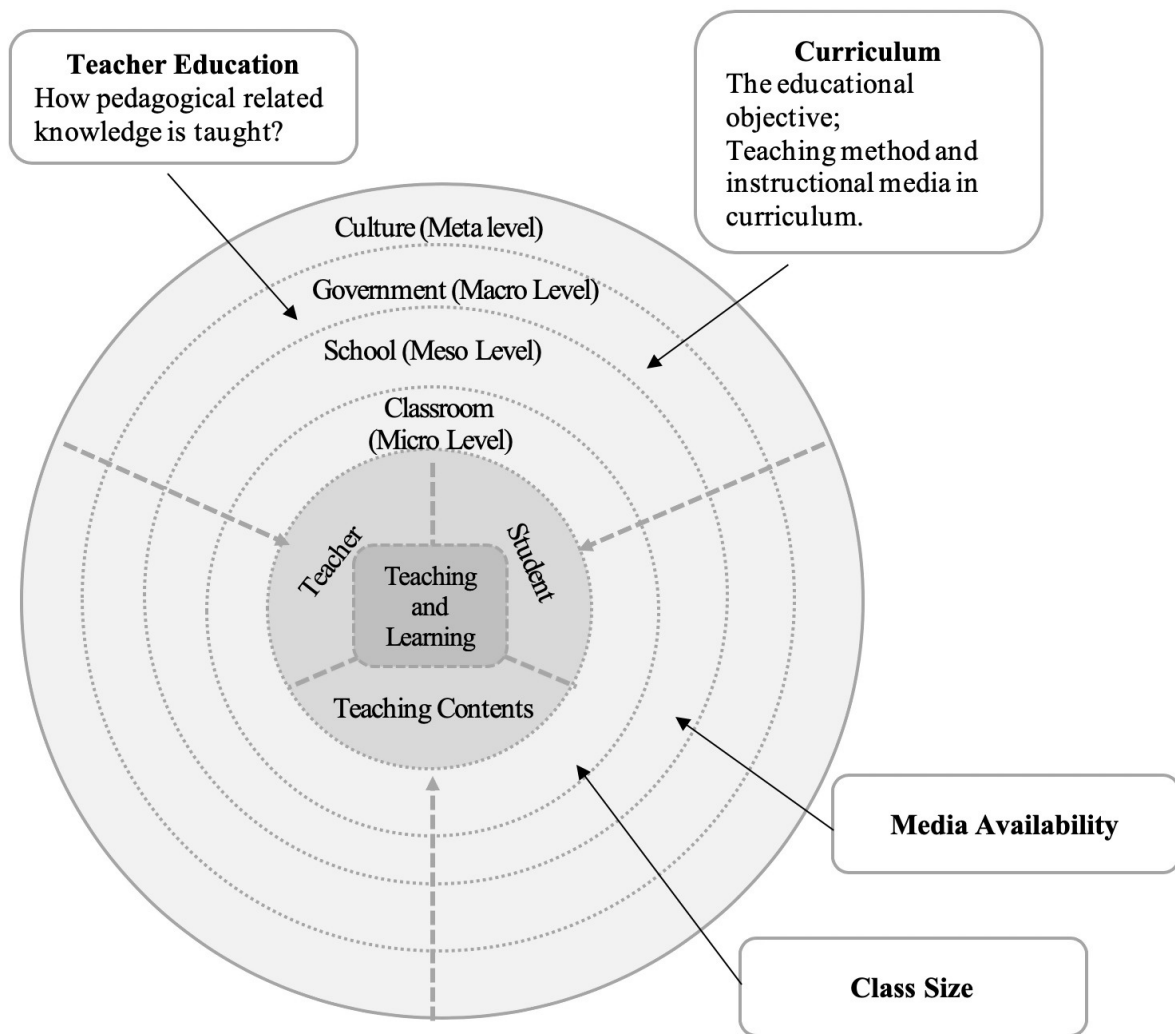 Teacher Education
How pedagogical related
knowledge is taught?
Curriculum
The educational
objective;
Teaching method and
instructional media in
curriculum.
Culture (Meta level)
Government (Macro Level)
School (Meso Level)
Classroom
(Micro Level)
Teacher
Student
Teaching
and
Learning
Teaching Contents
Media Availability
Class Size